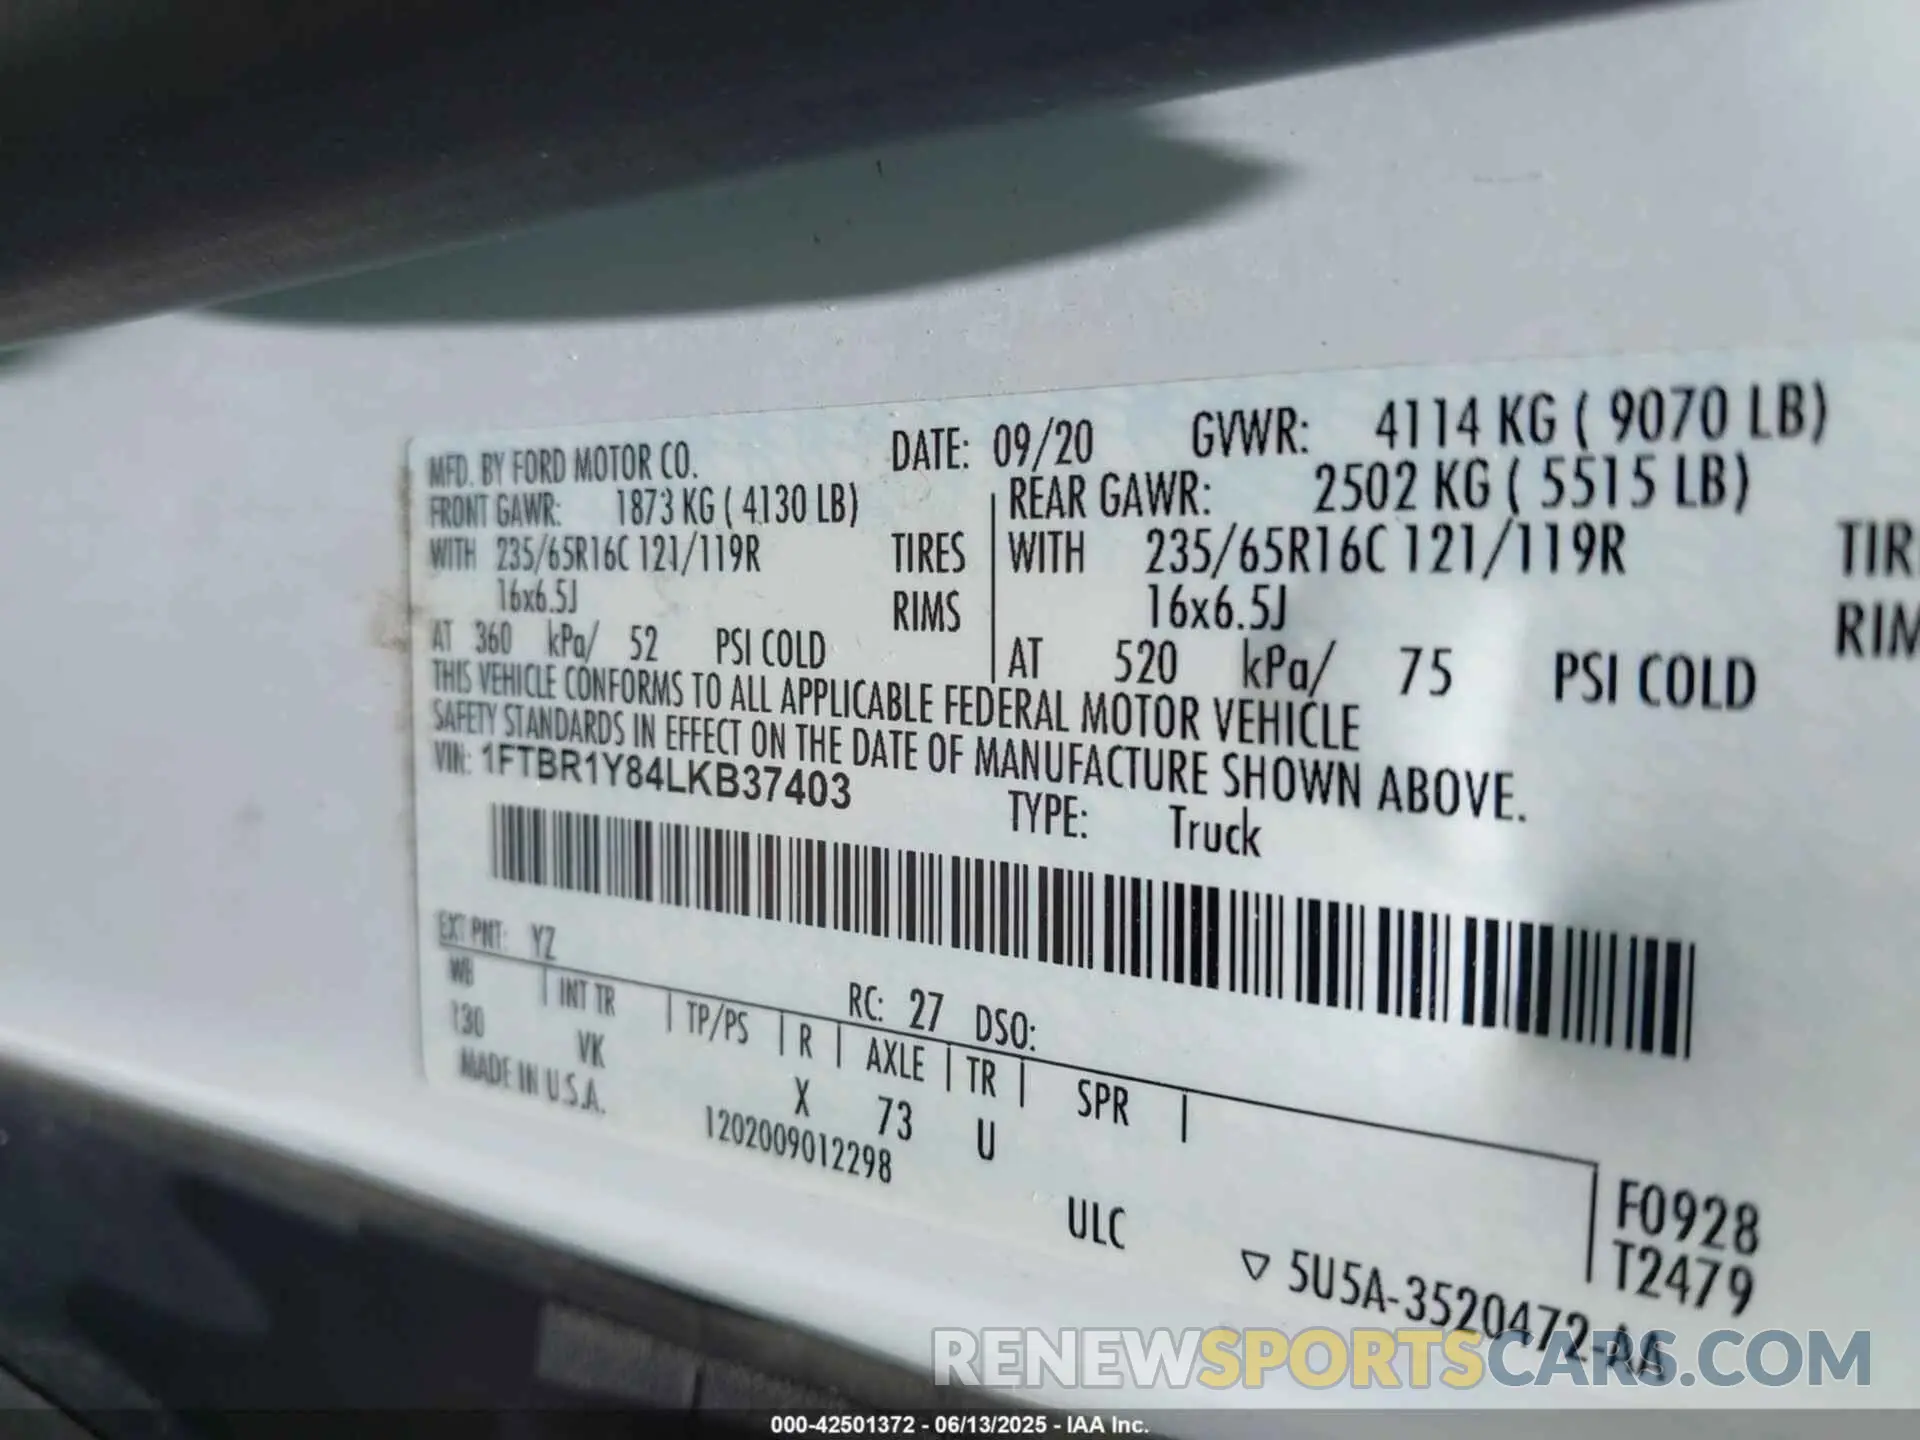 MFD. BY FORD MOTOR CO. DATE: 09/20 GVWR: 4114 KG ( 9070 LB)
FRONT GAWR: 1873 KG ( 4130 LB) REAR GAWR: 2502 KG ( 5515 LB)
WITH 235/65R16C 121/119R TIRES WITH 235/65R16C 121/119R TIR
16x6.5J RIMS 16x6.5J RIM
AT 360 kPa/ 52 PSI COLD AT 520 kPa/ 75 PSI COLD
THIS VEHICLE CONFORMS TO ALL APPLICABLE FEDERAL MOTOR VEHICLE
SAFETY STANDARDS IN EFFECT ON THE DATE OF MANUFACTURE SHOWN ABOVE.
VIN: 1FTBR1Y84LKB37403
TYPE: Truck
EXT PNT: YZ RC: 27 DSO:
WB INT TR TP/PS R AXLE TR SPR
130 VK X 73 U
MADE IN U.S.A.
1202009012298
ULC
F0928
T2479
▽ 5U5A-3520472-AA
RENEWSPORTSCARS.COM
000-42501372 - 06/13/2025 - IAA Inc.